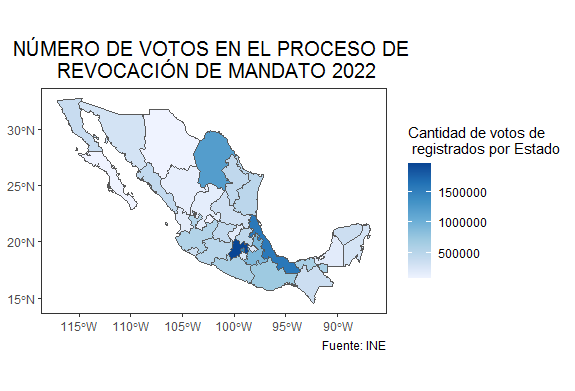 NÚMERO DE VOTOS EN EL PROCESO DE
REVOCACIÓN DE MANDATO 2022
Cantidad de votos de
registrados por Estado
1500000
1000000
500000
30°N
25°N
20°N
15°N
115°W 110°W 105°W 100°W 95°W 90°W
Fuente: INE